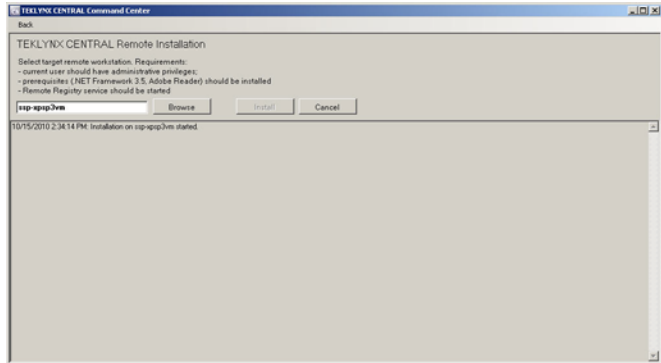 TEKLYNX CENTRAL Command Center
Back
TEKLYNX CENTRAL Remote Installation
Select target remote workstation. Requirements:
- current user should have administrative privileges;
- prerequisites (.NET Framework 3.5, Adobe Reader) should be installed
- Remote Registry service should be started
ssp-xpsp3vm Browse Install Cancel
10/15/2010 2:34:14 PM: Installation on ssp-xpsp3vm started.